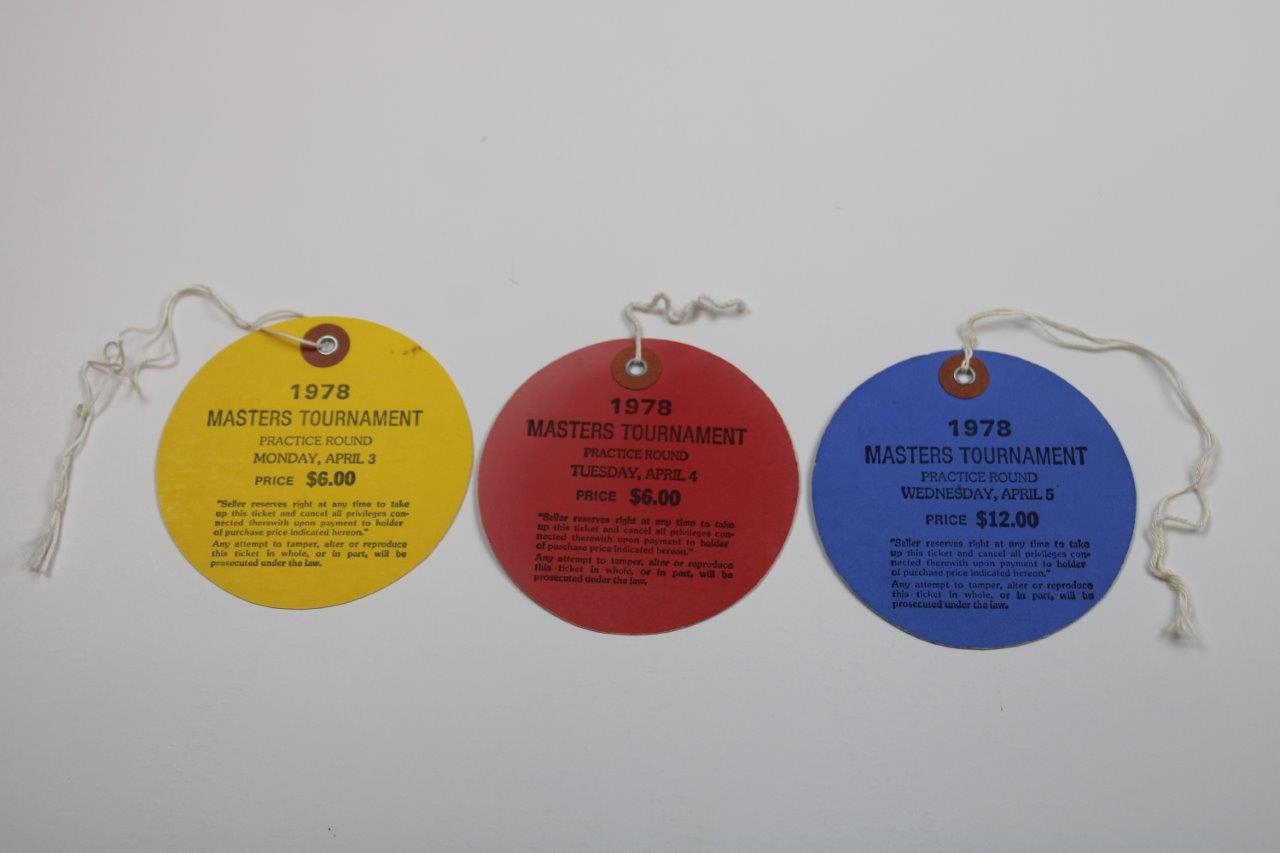 1978
MASTERS TOURNAMENT
PRACTICE ROUND
MONDAY, APRIL 3
PRICE $6.00
"Seller reserves right at any time to take
up this ticket and cancel all privileges con-
nected therewith upon payment to holder
of purchase price indicated hereon."
Any attempt to tamper, alter or reproduce
this ticket in whole, or in part, will be
prosecuted under the law.
1978
MASTERS TOURNAMENT
PRACTICE ROUND
TUESDAY, APRIL 4
PRICE $6.00
"Seller reserves right at any time to take
up this ticket and cancel all privileges con-
nected therewith upon payment to holder
of purchase price indicated hereon."
Any attempt to tamper, alter or reproduce
this ticket in whole, or in part, will be
prosecuted under the law.
1978
MASTERS TOURNAMENT
PRACTICE ROUND
WEDNESDAY, APRIL 5
PRICE $12.00
"Seller reserves right at any time to take
up this ticket and cancel all privileges con-
nected therewith upon payment to holder
of purchase price indicated hereon."
Any attempt to tamper, alter or reproduce
this ticket in whole, or in part, will be
prosecuted under the law.